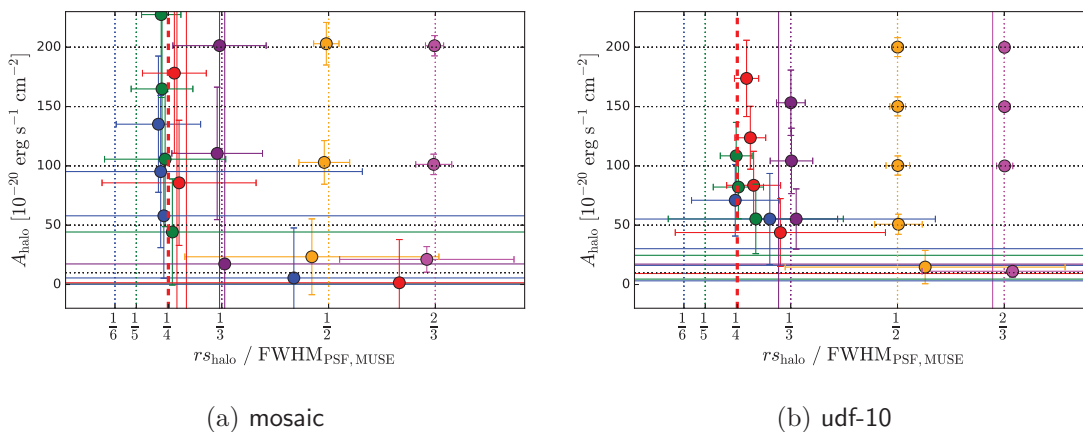 200
150
100
50
0
A_halo [10^−20 erg s^−1 cm^−2]
1/6 1/5 1/4 1/3 1/2 2/3
rs_halo / FWHM_PSF, MUSE
(a) mosaic
200
150
100
50
0
A_halo [10^−20 erg s^−1 cm^−2]
1/6 1/5 1/4 1/3 1/2 2/3
rs_halo / FWHM_PSF, MUSE
(b) udf-10